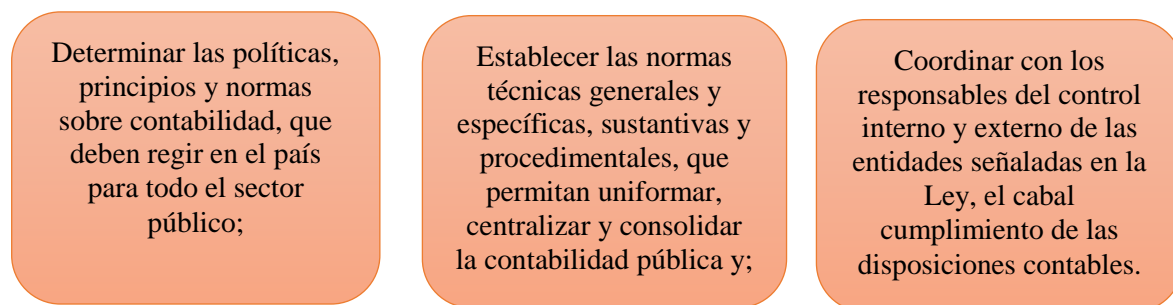 Determinar las políticas,
principios y normas
sobre contabilidad, que
deben regir en el país
para todo el sector
público;
Establecer las normas
técnicas generales y
específicas, sustantivas y
procedimentales, que
permitan uniformar,
centralizar y consolidar
la contabilidad pública y;
Coordinar con los
responsables del control
interno y externo de las
entidades señaladas en la
Ley, el cabal
cumplimiento de las
disposiciones contables.